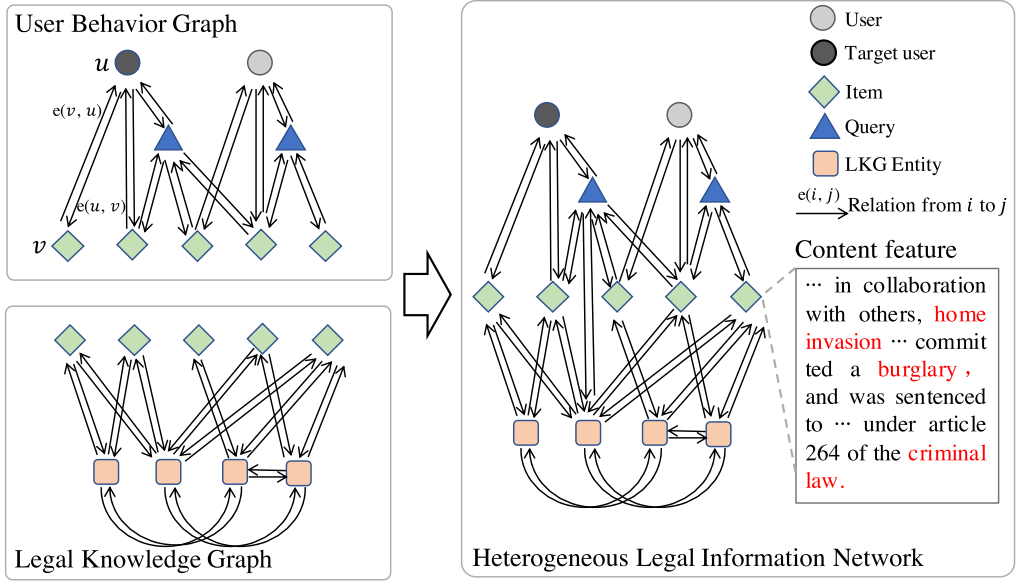 User Behavior Graph
u
e(v, u)
e(u, v)
v
Legal Knowledge Graph
User
Target user
Item
Query
LKG Entity
e(i, j)
Relation from i to j
Content feature
··· in collaboration
with others, home
invasion ··· commit
ted a burglary ,
and was sentenced
to ··· under article
264 of the criminal
law.
Heterogeneous Legal Information Network